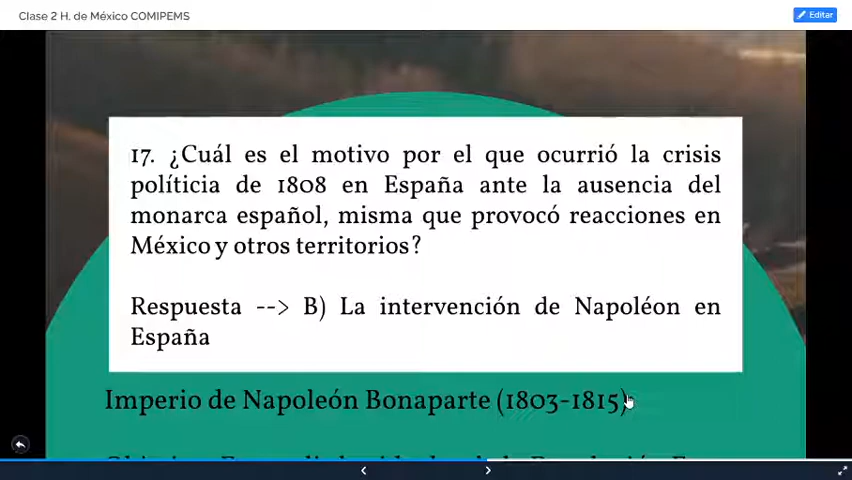 Clase 2 H. de México COMIPEMS
Editar
17. ¿Cuál es el motivo por el que ocurrió la crisis
polítícia de 1808 en España ante la ausencia del
monarca español, misma que provocó reacciones en
México y otros territorios?
Respuesta --> B) La intervención de Napoléon en
España
Imperio de Napoleón Bonaparte (1803-1815)